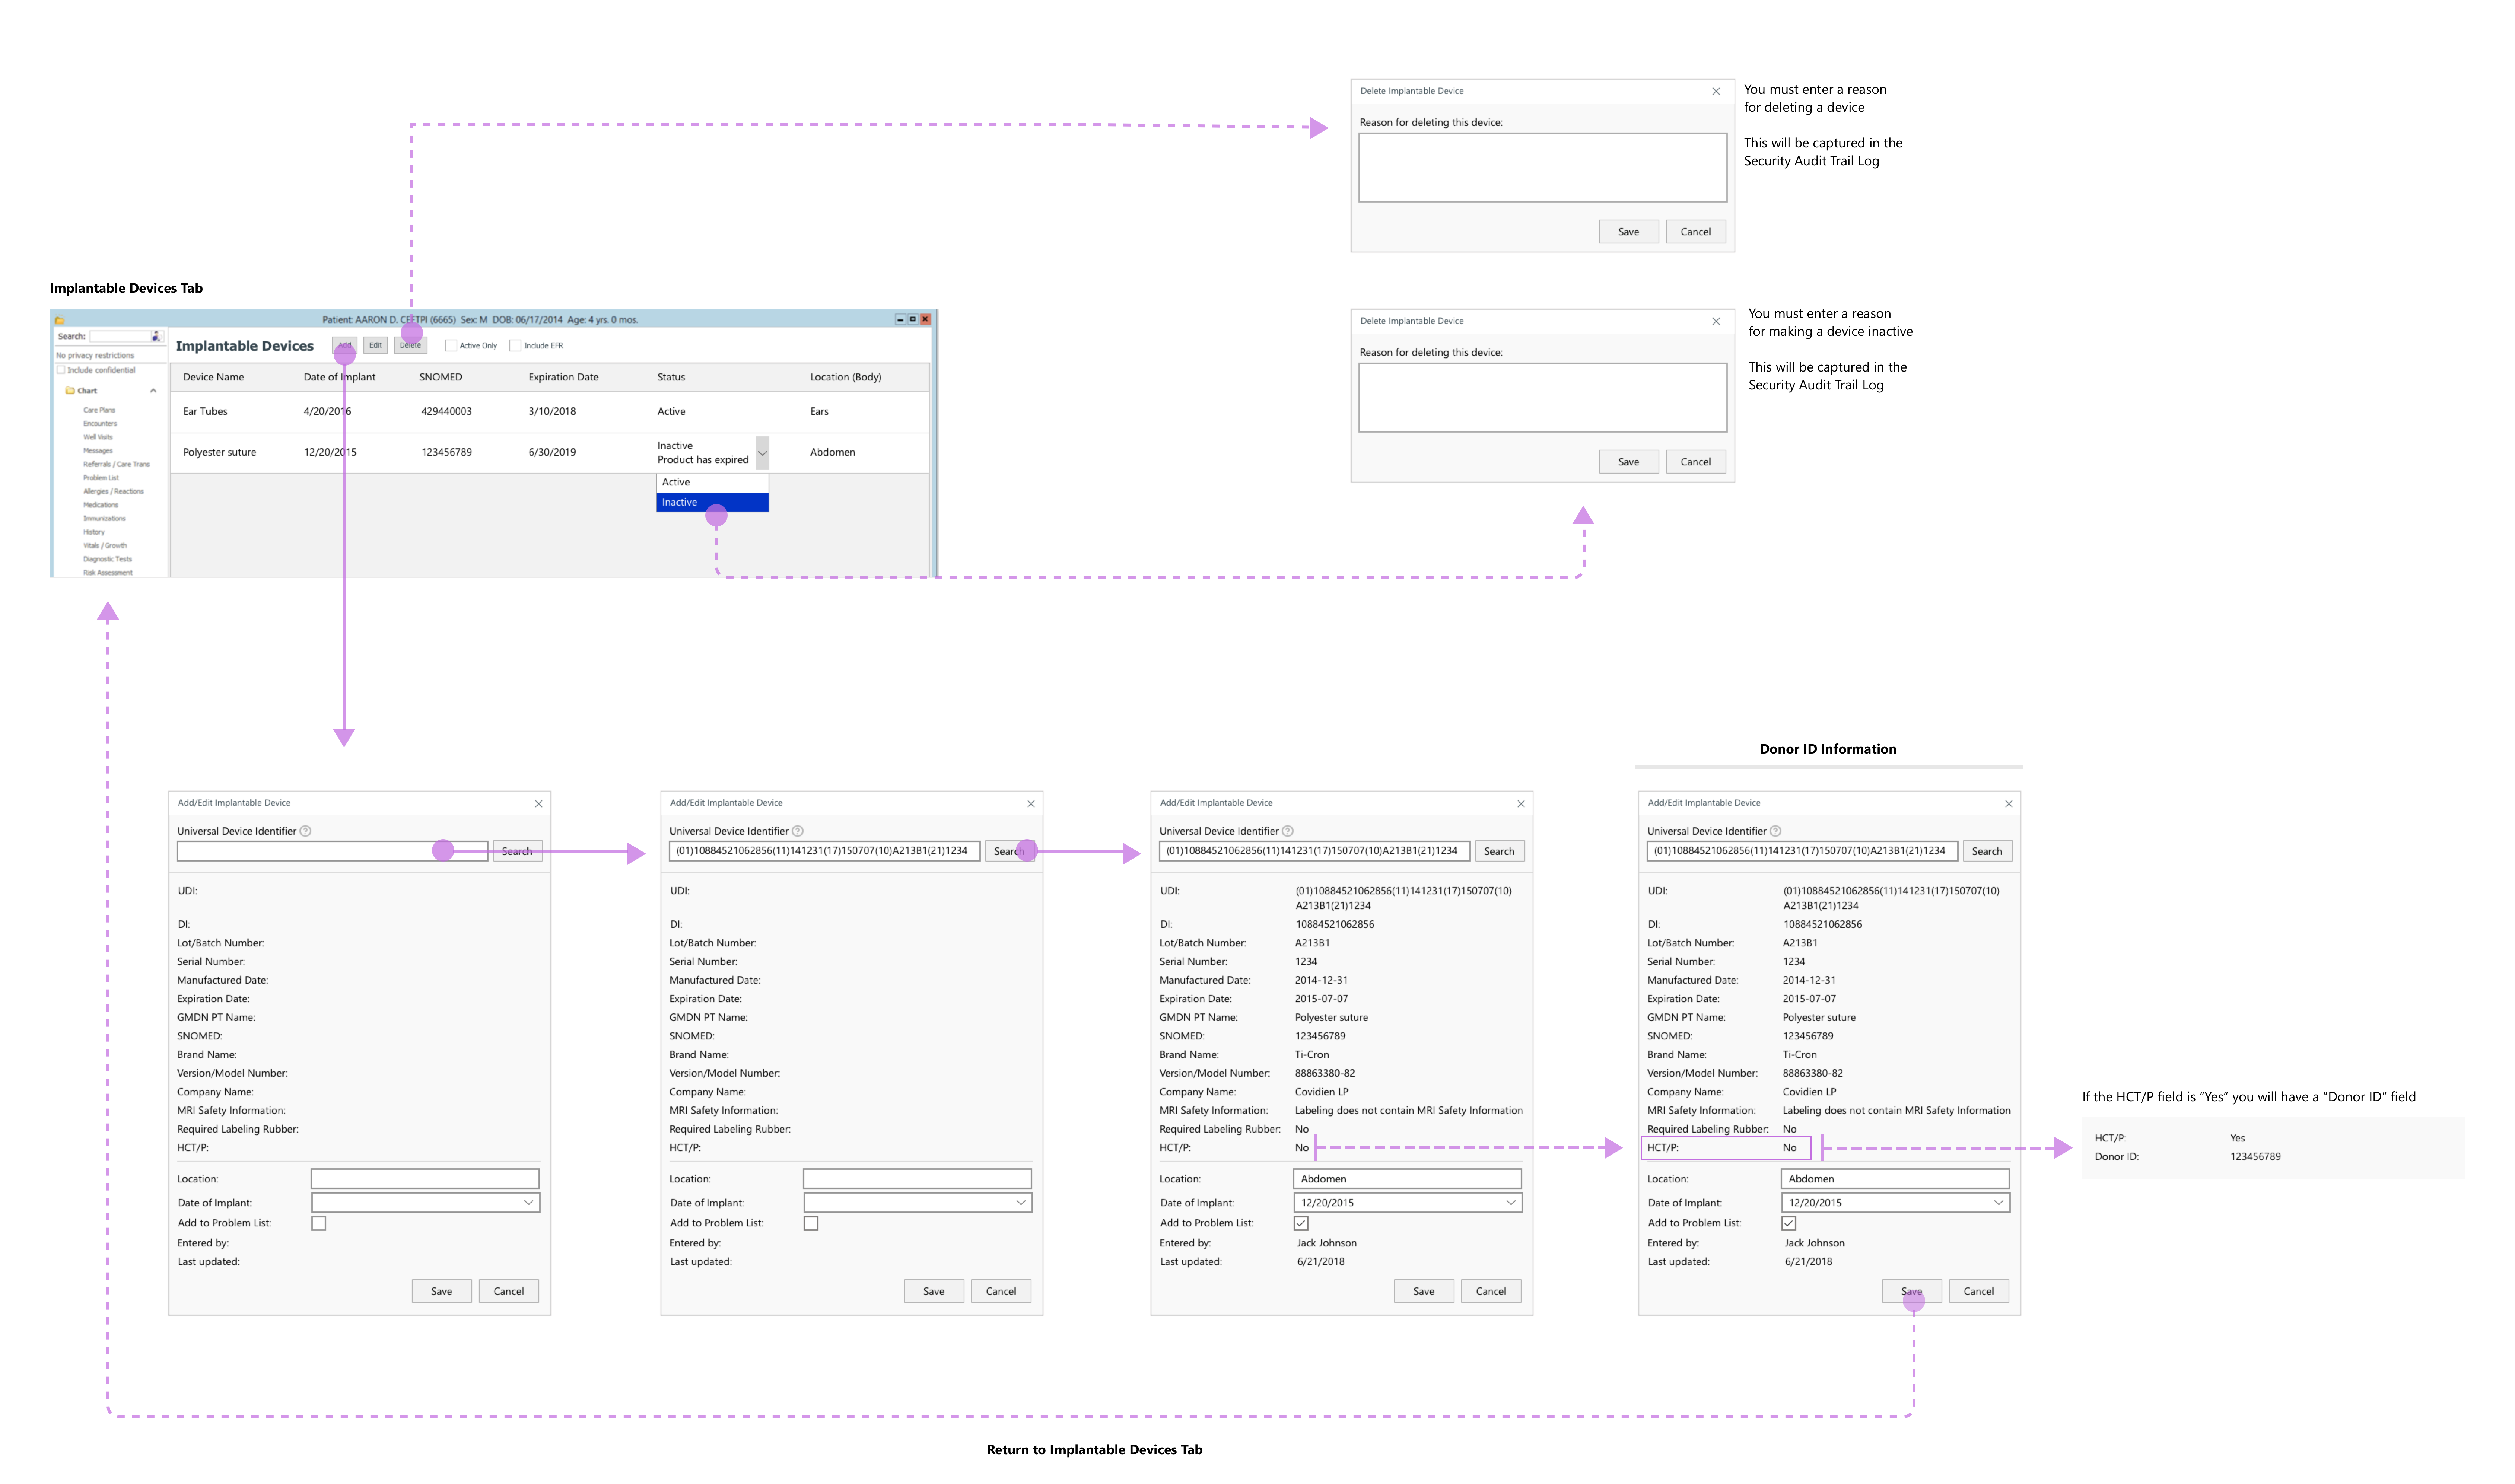 Delete Implantable Device
Reason for deleting this device:
Save Cancel
You must enter a reason
for deleting a device
This will be captured in the
Security Audit Trail Log
Implantable Devices Tab
Patient: AARON D. CEFTPI (6665) Sex: M DOB: 06/17/2014 Age: 4 yrs. 0 mos.
Search:
No privacy restrictions
Include confidential
Chart
Care Plans
Encounters
Well Visits
Messages
Referrals / Care Trans
Problem List
Allergies / Reactions
Medications
Immunizations
History
Vitals / Growth
Diagnostic Tests
Risk Assessment
Implantable Devices Add Edit Delete Active Only Include EFR
Device Name Date of Implant SNOMED Expiration Date Status Location (Body)
Ear Tubes 4/20/2016 429440003 3/10/2018 Active Ears
Polyester suture 12/20/2015 123456789 6/30/2019 Inactive Abdomen
Product has expired
Active
Inactive
Delete Implantable Device
Reason for deleting this device:
Save Cancel
You must enter a reason
for making a device inactive
This will be captured in the
Security Audit Trail Log
Add/Edit Implantable Device
Universal Device Identifier ?
Search
UDI:
DI:
Lot/Batch Number:
Serial Number:
Manufactured Date:
Expiration Date:
GMDN PT Name:
SNOMED:
Brand Name:
Version/Model Number:
Company Name:
MRI Safety Information:
Required Labeling Rubber:
HCT/P:
Location:
Date of Implant:
Add to Problem List:
Entered by:
Last updated:
Save Cancel
Add/Edit Implantable Device
Universal Device Identifier ?
(01)10884521062856(11)141231(17)150707(10)A213B1(21)1234 Search
UDI:
DI:
Lot/Batch Number:
Serial Number:
Manufactured Date:
Expiration Date:
GMDN PT Name:
SNOMED:
Brand Name:
Version/Model Number:
Company Name:
MRI Safety Information:
Required Labeling Rubber:
HCT/P:
Location:
Date of Implant:
Add to Problem List:
Entered by:
Last updated:
Save Cancel
Add/Edit Implantable Device
Universal Device Identifier ?
(01)10884521062856(11)141231(17)150707(10)A213B1(21)1234 Search
UDI: (01)10884521062856(11)141231(17)150707(10)
A213B1(21)1234
DI: 10884521062856
Lot/Batch Number: A213B1
Serial Number: 1234
Manufactured Date: 2014-12-31
Expiration Date: 2015-07-07
GMDN PT Name: Polyester suture
SNOMED: 123456789
Brand Name: Ti-Cron
Version/Model Number: 88863380-82
Company Name: Covidien LP
MRI Safety Information: Labeling does not contain MRI Safety Information
Required Labeling Rubber: No
HCT/P: No
Location: Abdomen
Date of Implant: 12/20/2015
Add to Problem List:
Entered by: Jack Johnson
Last updated: 6/21/2018
Save Cancel
Donor ID Information
Add/Edit Implantable Device
Universal Device Identifier ?
(01)10884521062856(11)141231(17)150707(10)A213B1(21)1234 Search
UDI: (01)10884521062856(11)141231(17)150707(10)
A213B1(21)1234
DI: 10884521062856
Lot/Batch Number: A213B1
Serial Number: 1234
Manufactured Date: 2014-12-31
Expiration Date: 2015-07-07
GMDN PT Name: Polyester suture
SNOMED: 123456789
Brand Name: Ti-Cron
Version/Model Number: 88863380-82
Company Name: Covidien LP
MRI Safety Information: Labeling does not contain MRI Safety Information
Required Labeling Rubber: No
HCT/P: No
Location: Abdomen
Date of Implant: 12/20/2015
Add to Problem List:
Entered by: Jack Johnson
Last updated: 6/21/2018
Save Cancel
If the HCT/P field is “Yes” you will have a “Donor ID” field
HCT/P: Yes
Donor ID: 123456789
Return to Implantable Devices Tab